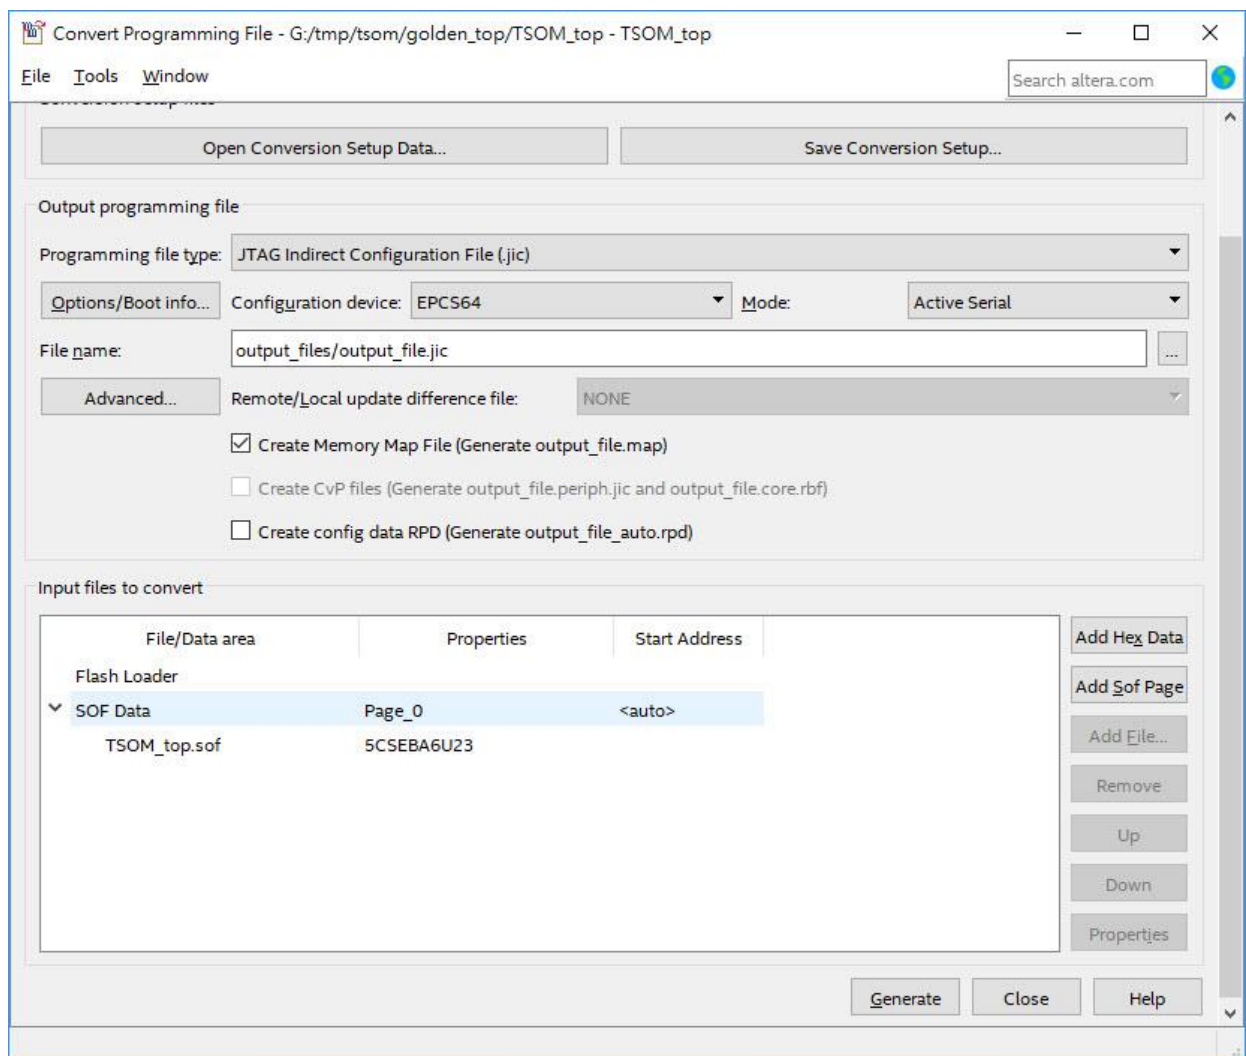 Convert Programming File - G:/tmp/tsom/golden_top/TSOM_top - TSOM_top
File Tools Window
Search altera.com
Open Conversion Setup Data... Save Conversion Setup...
Output programming file
Programming file type: JTAG Indirect Configuration File (.jic)
Options/Boot info... Configuration device: EPCS64 Mode: Active Serial
File name: output_files/output_file.jic ...
Advanced... Remote/Local update difference file: NONE
Create Memory Map File (Generate output_file.map)
Create CvP files (Generate output_file.periph.jic and output_file.core.rbf)
Create config data RPD (Generate output_file_auto.rpd)
Input files to convert
File/Data area Properties Start Address
Flash Loader
SOF Data Page_0 <auto>
TSOM_top.sof 5CSEBA6U23
Add Hex Data
Add Sof Page
Add File...
Remove
Up
Down
Properties
Generate Close Help